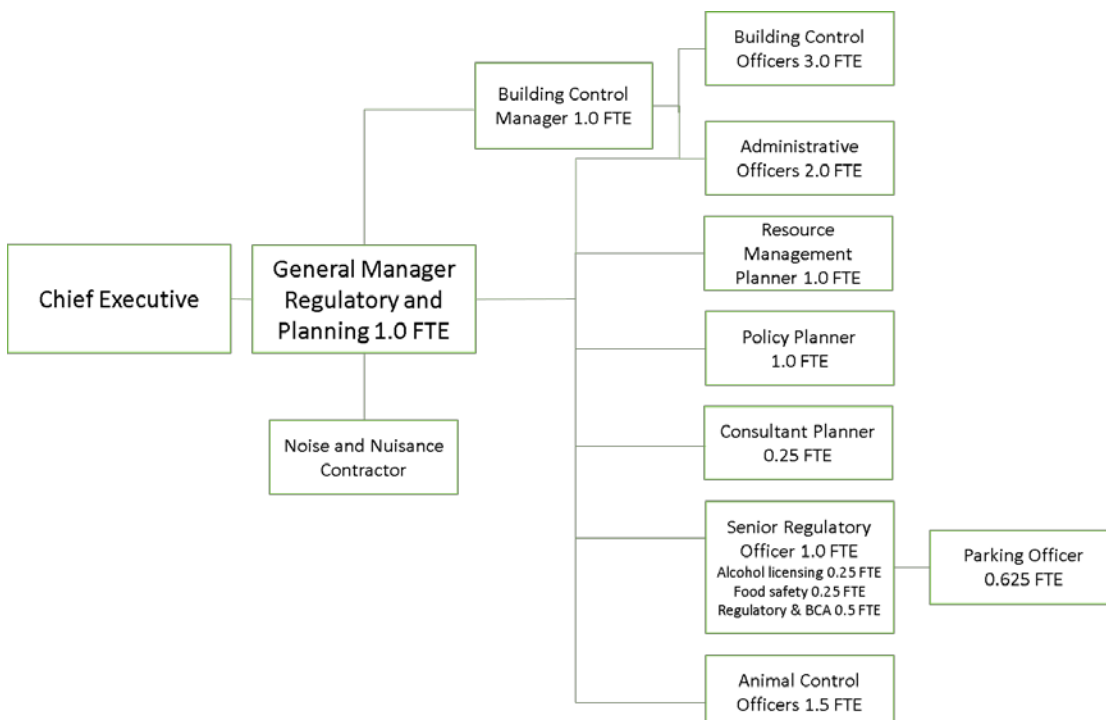 Building Control
Officers 3.0 FTE
Building Control
Manager 1.0 FTE
Administrative
Officers 2.0 FTE
Resource
Management
Planner 1.0 FTE
Chief Executive
General Manager
Regulatory and
Planning 1.0 FTE
Policy Planner
1.0 FTE
Noise and Nuisance
Contractor
Consultant Planner
0.25 FTE
Senior Regulatory
Officer 1.0 FTE
Alcohol licensing 0.25 FTE
Food safety 0.25 FTE
Regulatory & BCA 0.5 FTE
Parking Officer
0.625 FTE
Animal Control
Officers 1.5 FTE